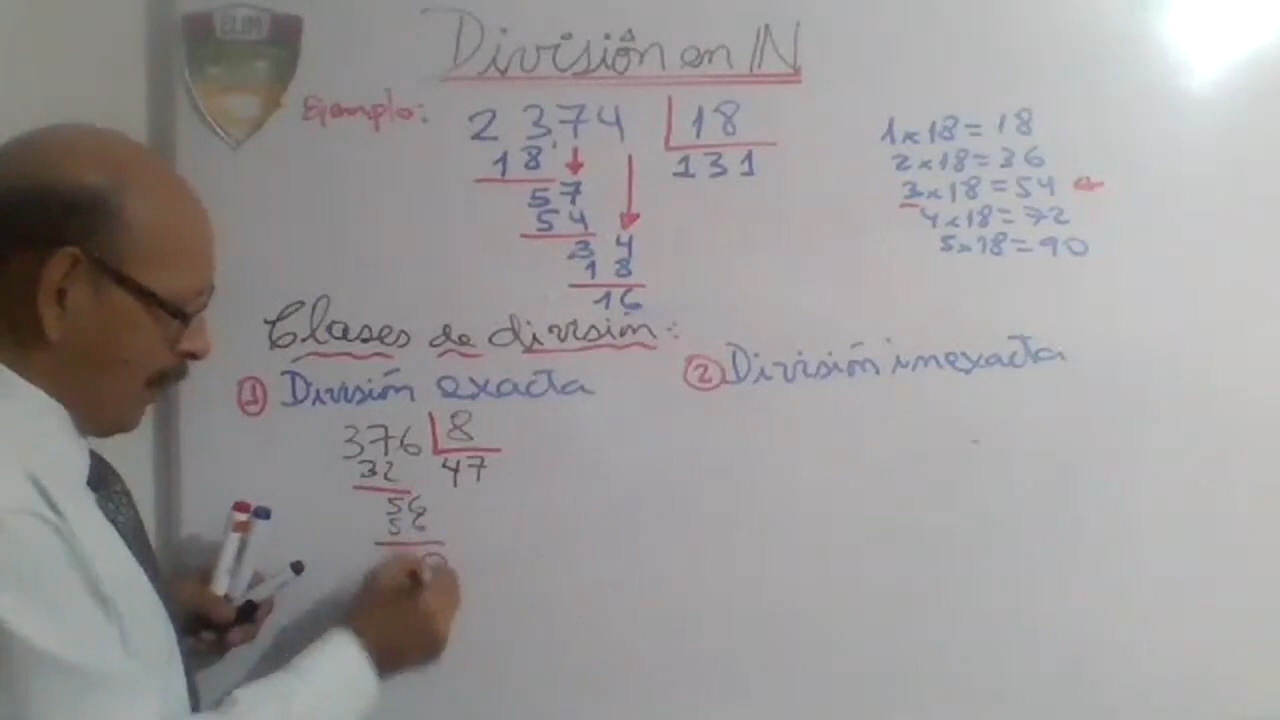 ELIM
División en IN
Ejemplo: 2374 18
18 131
57
54
34
18
16
1x18=18
2x18=36
3x18=54
4x18=72
5x18=90
Clases de división:
1 División exacta
376 8
32 47
56
56
0
2 División inexacta